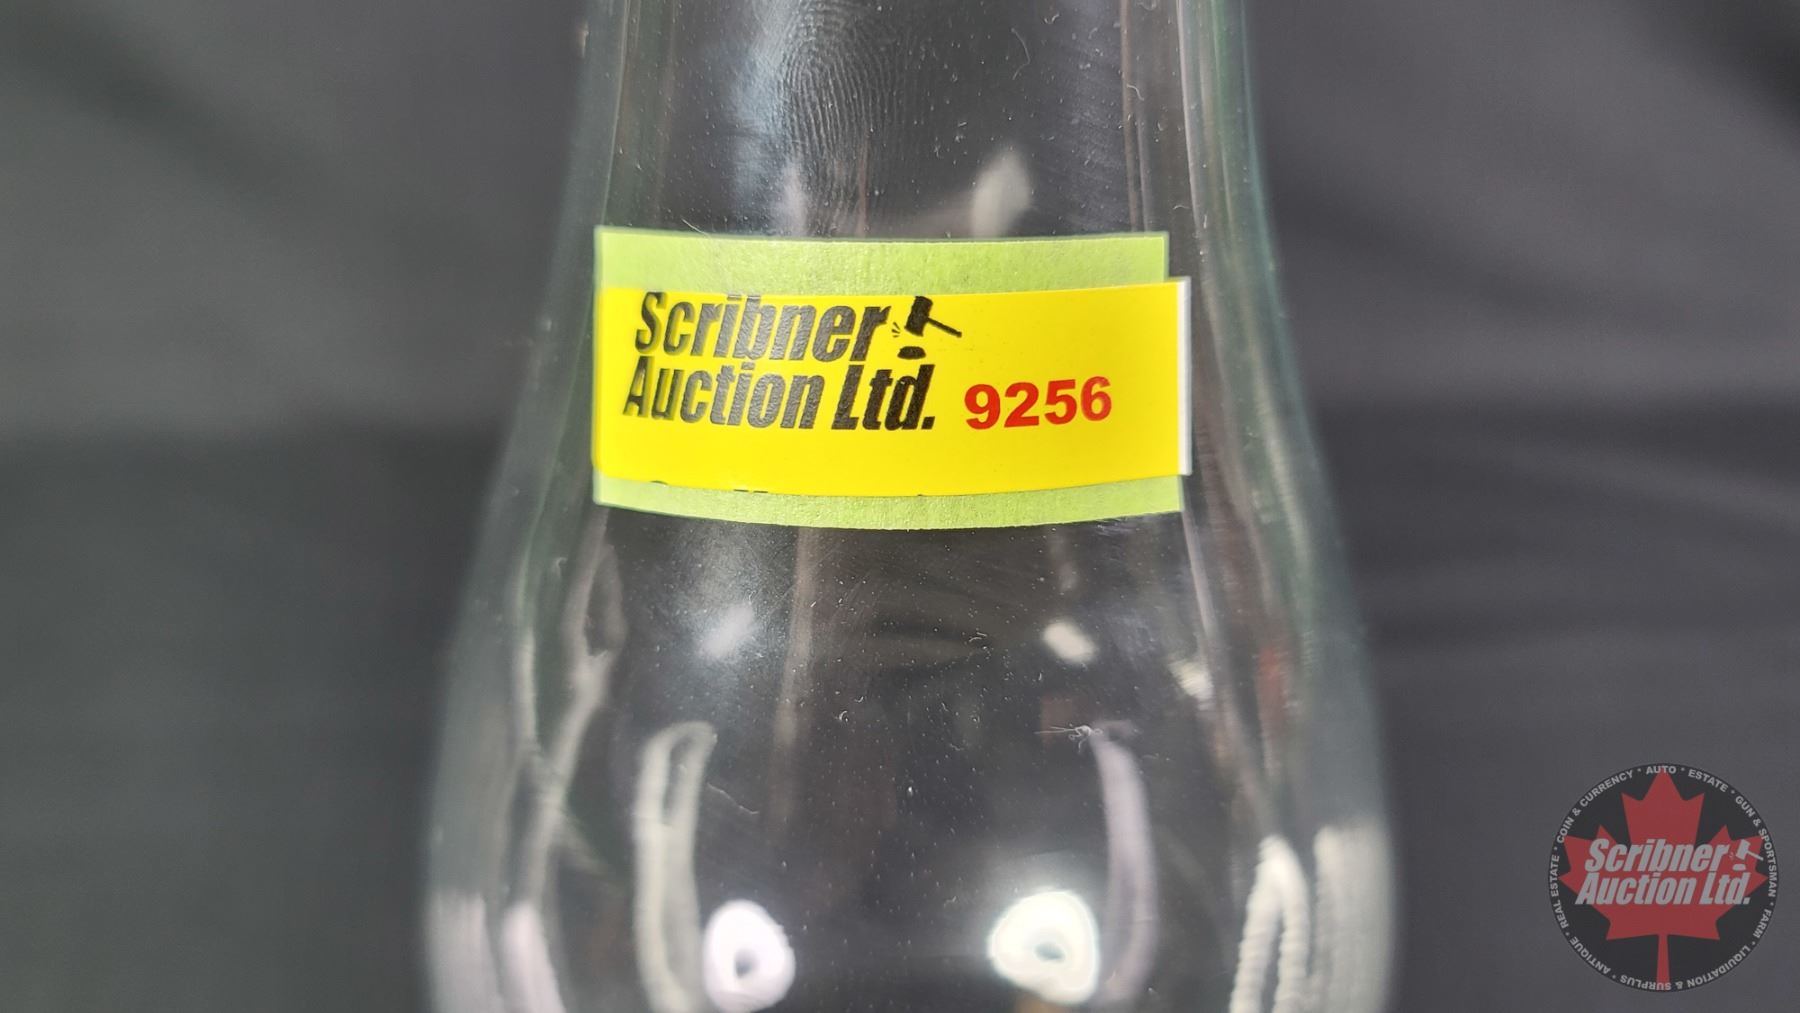 Scribner
Auction Ltd. 9256
ANTIQUE • REAL ESTATE • COIN & CURRENCY • AUTO • ESTATE • GUN & SPORTSMAN • FARM • LIQUIDATION & SURPLUS •
Scribner
Auction Ltd.